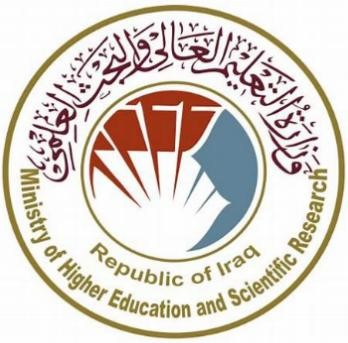 وزارة التعليم العالي والبحث العلمي
Republic of Iraq
Ministry of Higher Education and Scientific Research